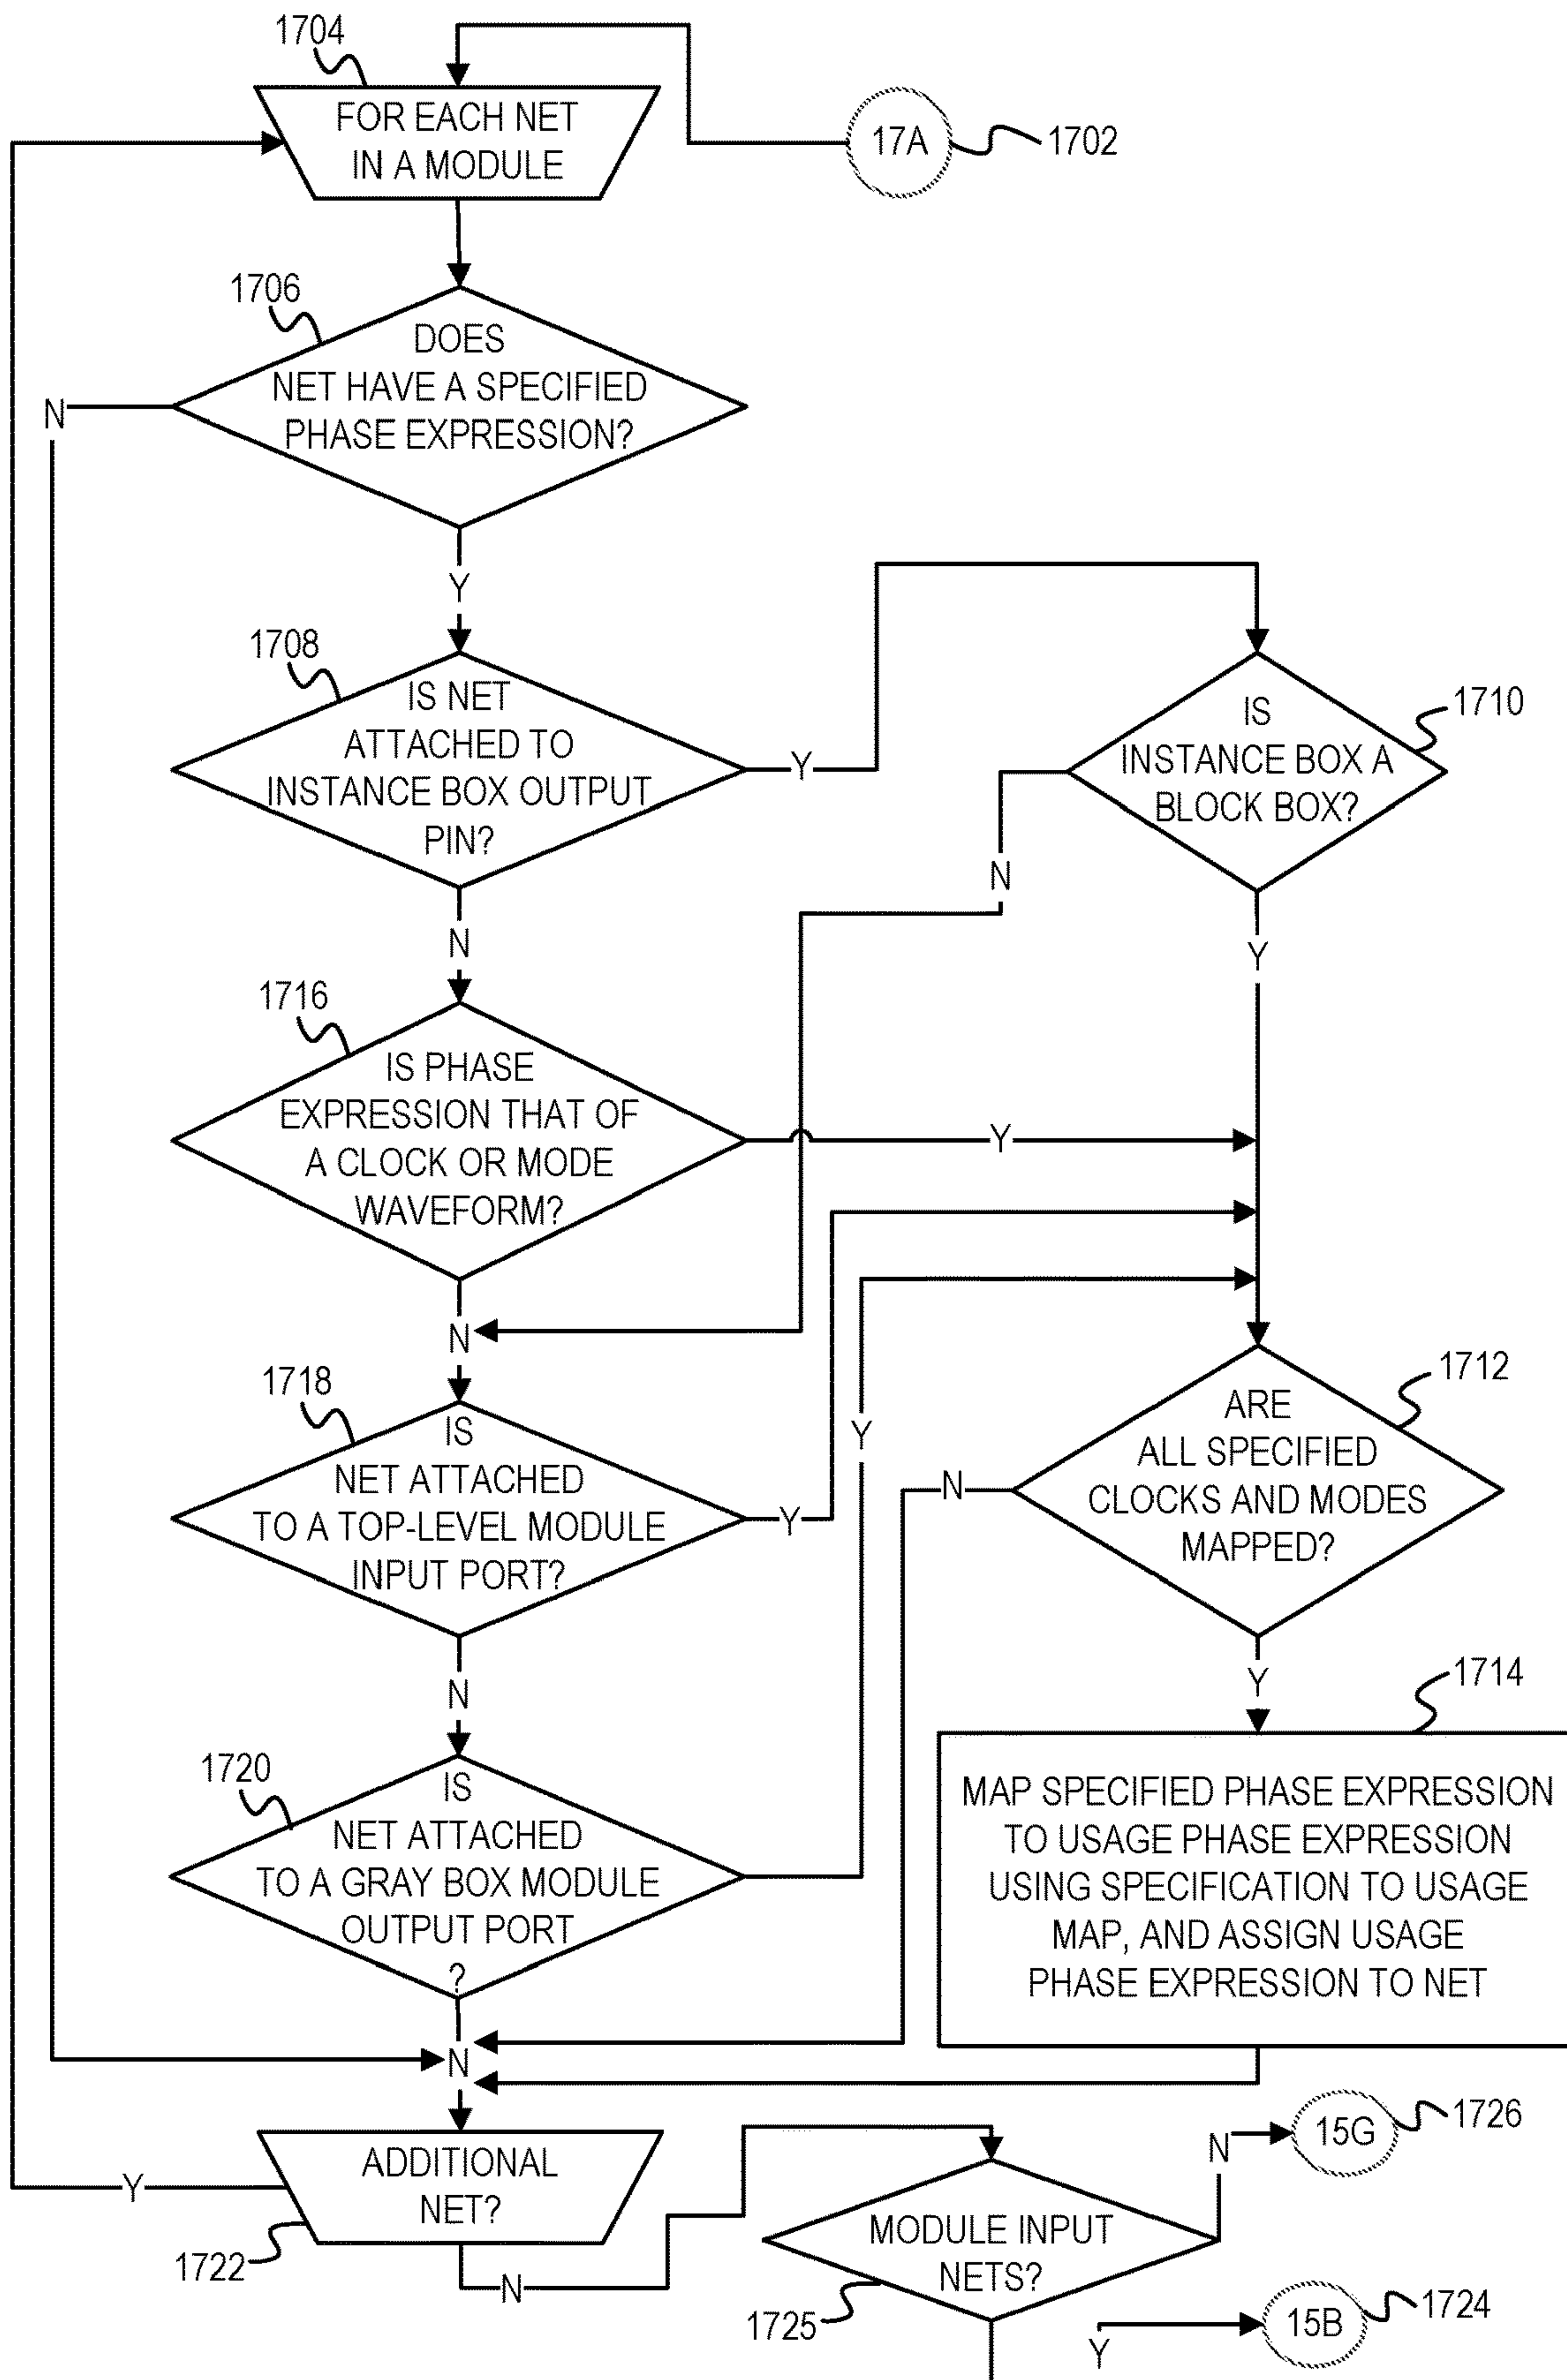 1704
FOR EACH NET
IN A MODULE
17A
1702
1706
DOES
NET HAVE A SPECIFIED
PHASE EXPRESSION?
N
Y
1708
IS NET
ATTACHED TO
INSTANCE BOX OUTPUT
PIN?
Y
1710
IS
INSTANCE BOX A
BLOCK BOX?
N
N
Y
1716
IS PHASE
EXPRESSION THAT OF
A CLOCK OR MODE
WAVEFORM?
Y
N
1718
IS
NET ATTACHED
TO A TOP-LEVEL MODULE
INPUT PORT?
Y
Y
1712
ARE
ALL SPECIFIED
CLOCKS AND MODES
MAPPED?
N
N
Y
1720
IS
NET ATTACHED
TO A GRAY BOX MODULE
OUTPUT PORT
?
1714
MAP SPECIFIED PHASE EXPRESSION
TO USAGE PHASE EXPRESSION
USING SPECIFICATION TO USAGE
MAP, AND ASSIGN USAGE
PHASE EXPRESSION TO NET
N
ADDITIONAL
NET?
Y
1722
N
MODULE INPUT
NETS?
1725
N
15G
1726
Y
15B
1724